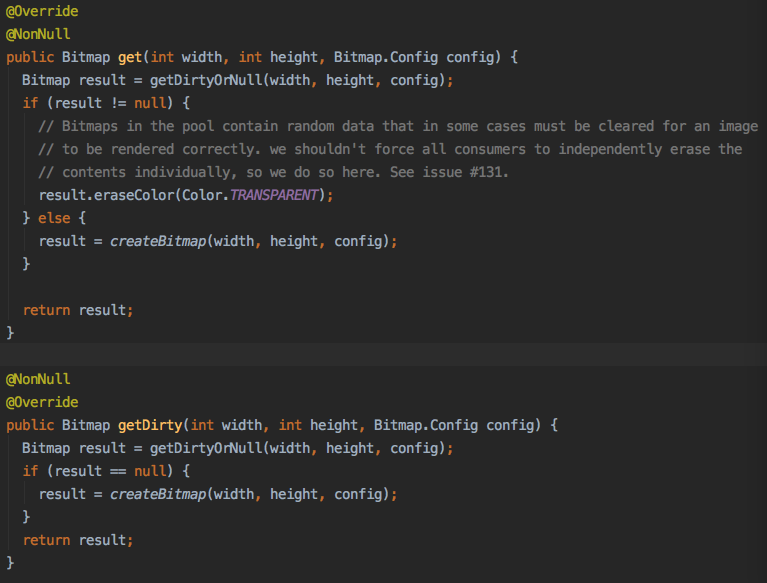 @Override
@NonNull
public Bitmap get(int width, int height, Bitmap.Config config) {
  Bitmap result = getDirtyOrNull(width, height, config);
  if (result != null) {
    // Bitmaps in the pool contain random data that in some cases must be cleared for an image
    // to be rendered correctly. we shouldn't force all consumers to independently erase the
    // contents individually, so we do so here. See issue #131.
    result.eraseColor(Color.TRANSPARENT);
  } else {
    result = createBitmap(width, height, config);
  }

  return result;
}

@NonNull
@Override
public Bitmap getDirty(int width, int height, Bitmap.Config config) {
  Bitmap result = getDirtyOrNull(width, height, config);
  if (result == null) {
    result = createBitmap(width, height, config);
  }
  return result;
}